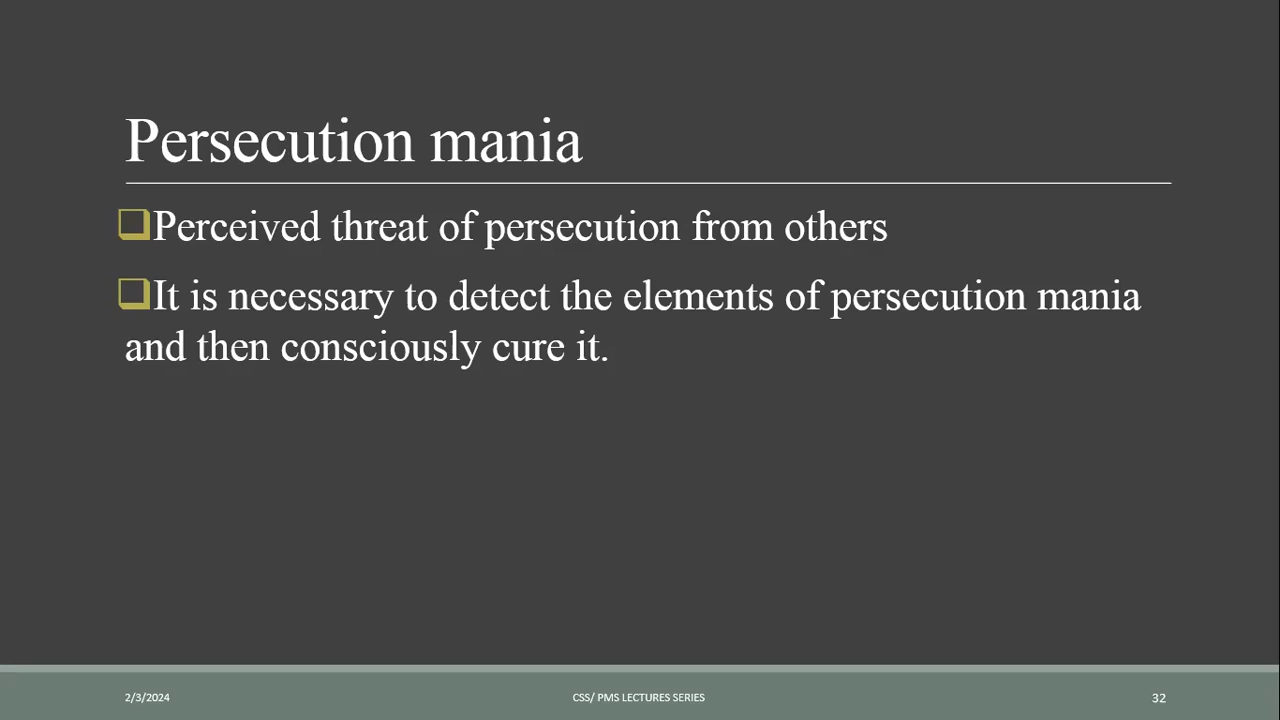 Persecution mania
❑Perceived threat of persecution from others
❑It is necessary to detect the elements of persecution mania
and then consciously cure it.
2/3/2024
CSS/ PMS LECTURES SERIES
32